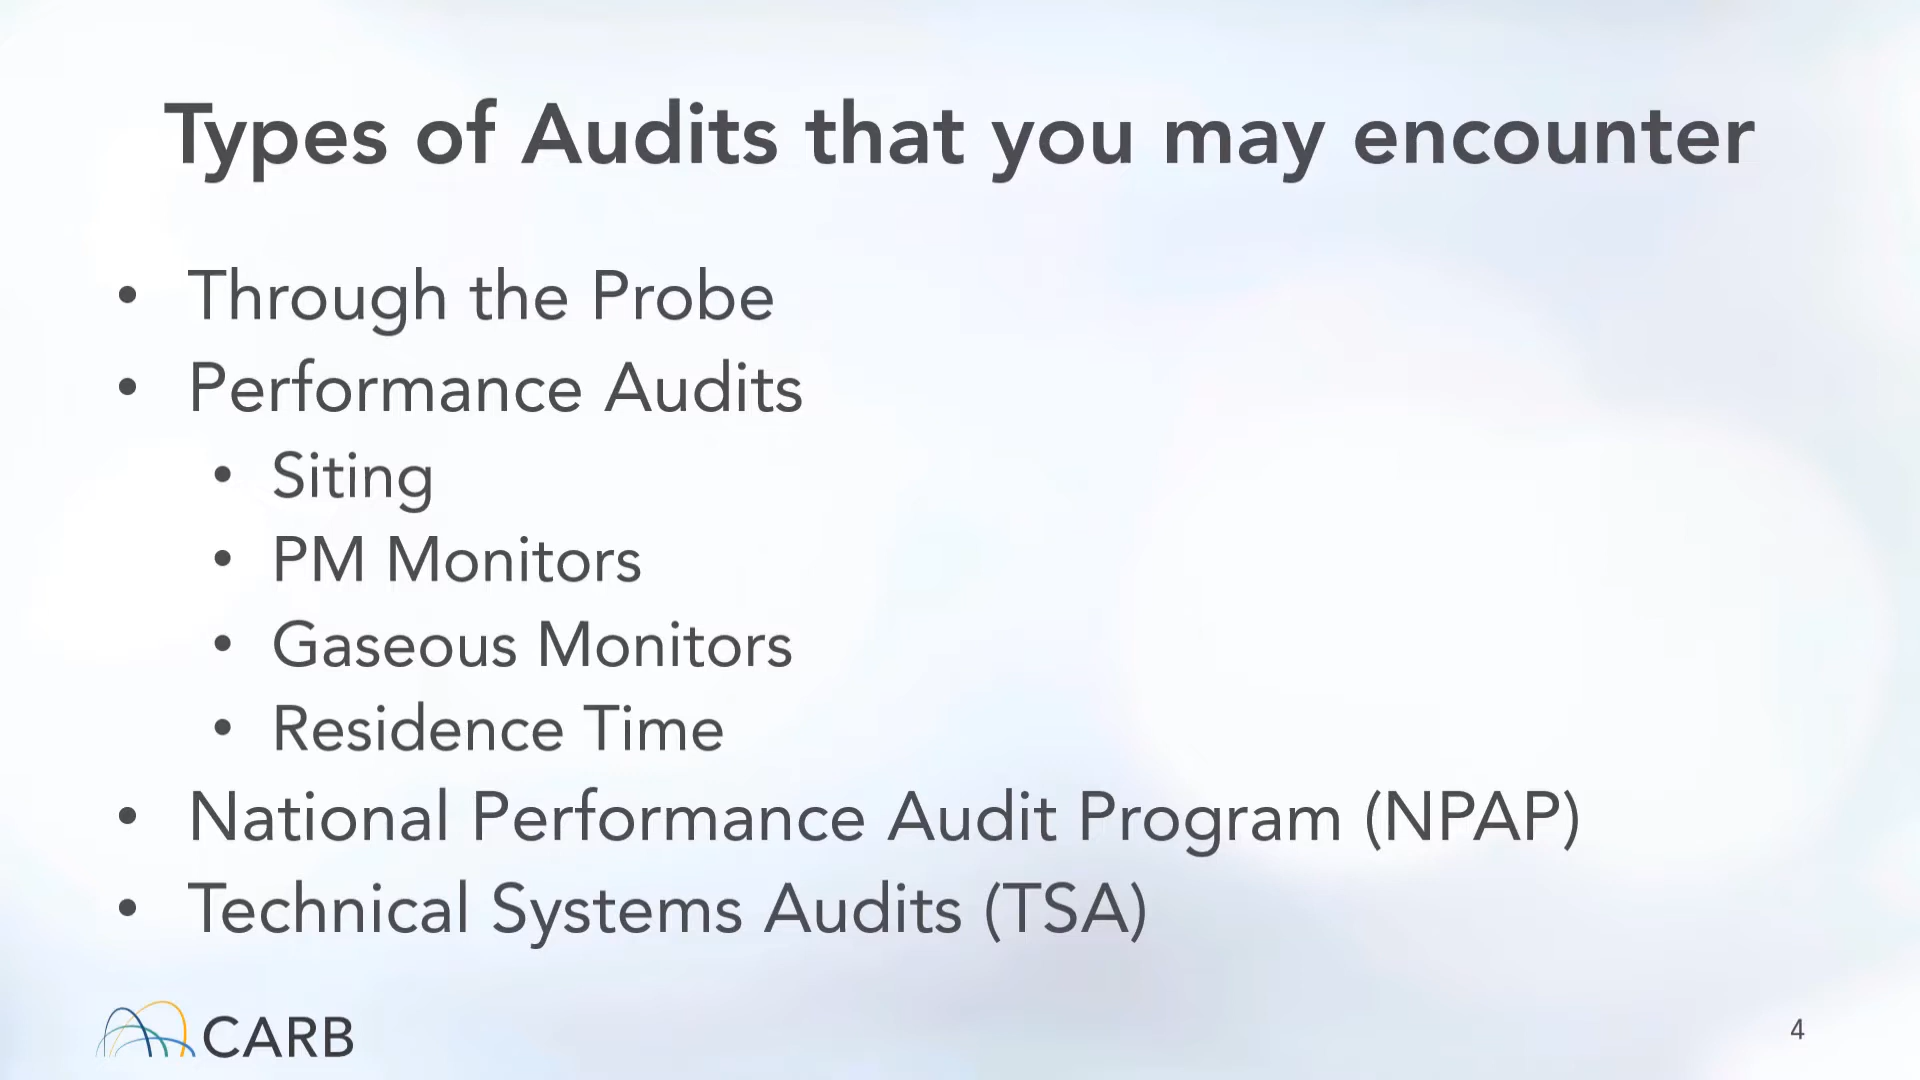 Types of Audits that you may encounter
• Through the Probe
• Performance Audits
• Siting
• PM Monitors
• Gaseous Monitors
• Residence Time
• National Performance Audit Program (NPAP)
• Technical Systems Audits (TSA)
CARB
4